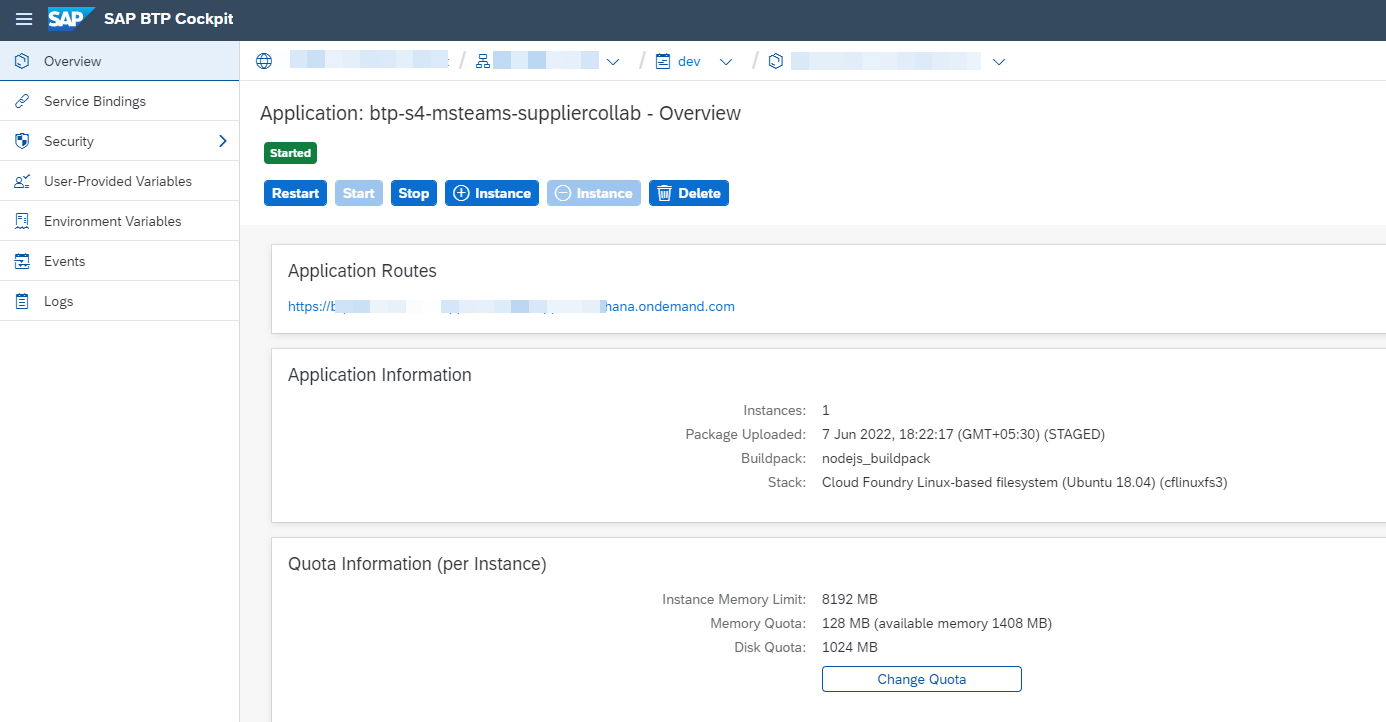 SAP SAP BTP Cockpit
Overview
Service Bindings
Security
User-Provided Variables
Environment Variables
Events
Logs
/ / dev /
Application: btp-s4-msteams-suppliercollab - Overview
Started
Restart Start Stop Instance Instance Delete
Application Routes
https:// hana.ondemand.com
Application Information
Instances: 1
Package Uploaded: 7 Jun 2022, 18:22:17 (GMT+05:30) (STAGED)
Buildpack: nodejs_buildpack
Stack: Cloud Foundry Linux-based filesystem (Ubuntu 18.04) (cflinuxfs3)
Quota Information (per Instance)
Instance Memory Limit: 8192 MB
Memory Quota: 128 MB (available memory 1408 MB)
Disk Quota: 1024 MB
Change Quota